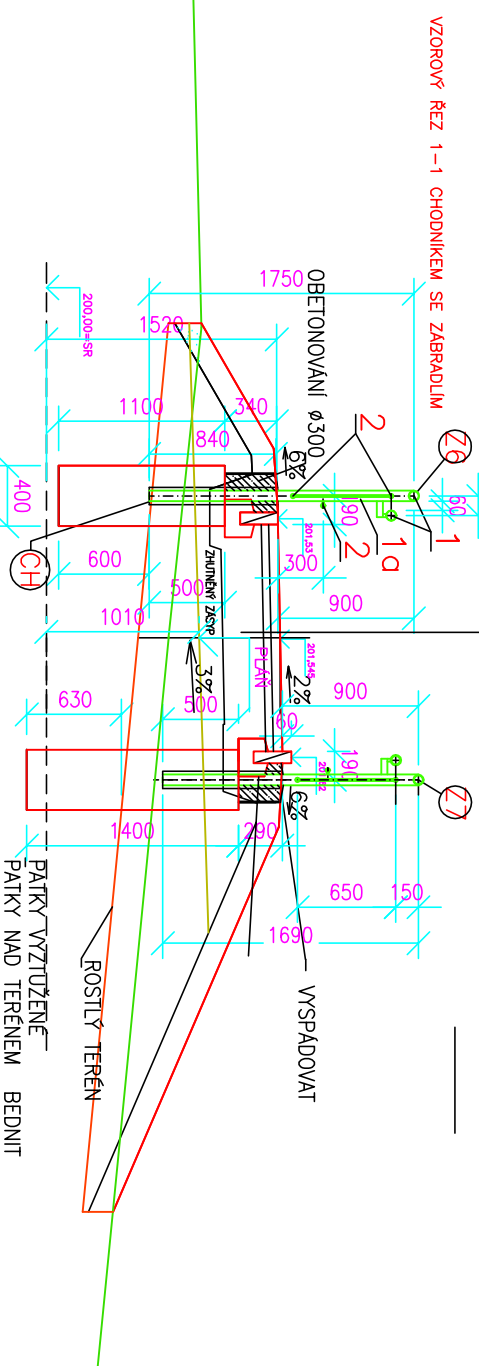 VZOROVÝ ŘEZ 1-1 CHODNÍKEM SE ZÁBRADLÍM
Z6
60
1
1a
2
2
190
1750
OBETONOVÁNÍ ø300
6%
201,53
300
900
1520
200,00=SR
1100
340
840
400
CH
600
500
1010
ZHUTNĚNÝ ZÁSYP
PLÁŇ
201,545
3%
2%
900
630
500
60
190
201,52
Z7
6%
1400
290
650
150
1690
VYSPÁDOVAT
ROSTLÝ TERÉN
PATKY VYZTUŽENÉ
PATKY NAD TERÉNEM BEDNIT